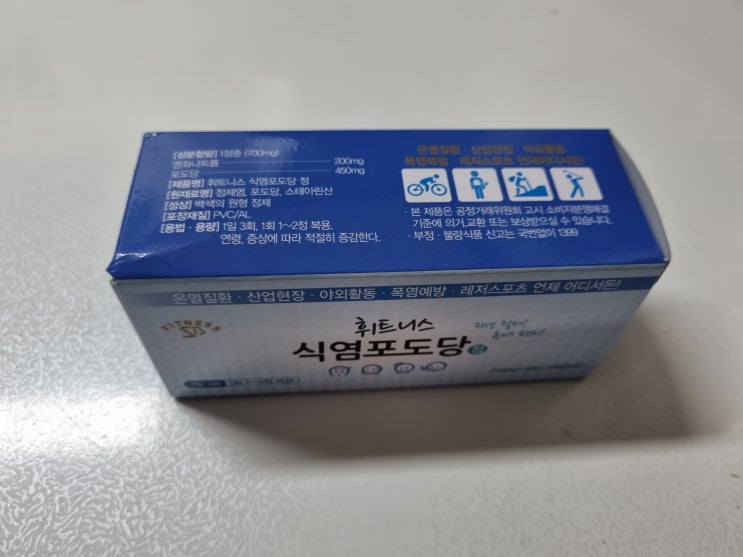 [성분함량] 1정중 (700mg)
염화나트륨 200mg
포도당 450mg
[제품명] 휘트니스 식염포도당 정
[원재료명] 정제염, 포도당, 스테아린산
[성상] 백색의 원형 정제
[포장재질] PVC/AL
[용법·용량] 1일 3회, 1회 1~2정 복용.
연령, 증상에 따라 적절히 증감한다.
온열질환 · 산업현장 · 야외활동
폭염예방 · 레저스포츠 언제어디서든!
· 본 제품은 공정거래위원회 고시 소비자분쟁해결
기준에 의거 교환 또는 보상받으실 수 있습니다.
· 부정 · 불량식품 신고는 국번없이 1399
온열질환 · 산업현장 · 야외활동 · 폭염예방 · 레저스포츠 언제 어디서든!
FITNESS
휘트니스
식염포도당 정